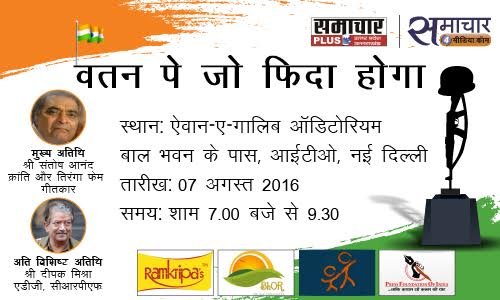 समाचार
PLUS
समाचार
4मीडिया.कॉम
वतन पे जो फिदा होगा
स्थान: ऐवान-ए-गालिब ऑडिटोरियम
बाल भवन के पास, आईटीओ, नई दिल्ली
तारीख: 07 अगस्त 2016
समय: शाम 7.00 बजे से 9.30
मुख्य अतिथि
श्री संतोष आनंद
क्रांति और तिरंगा फेम
गीतकार
अति विशिष्ट अतिथि
श्री दीपक मिश्रा
एडीजी, सीआरपीएफ
RamKripa's
PRESS FOUNDATION OF INDIA